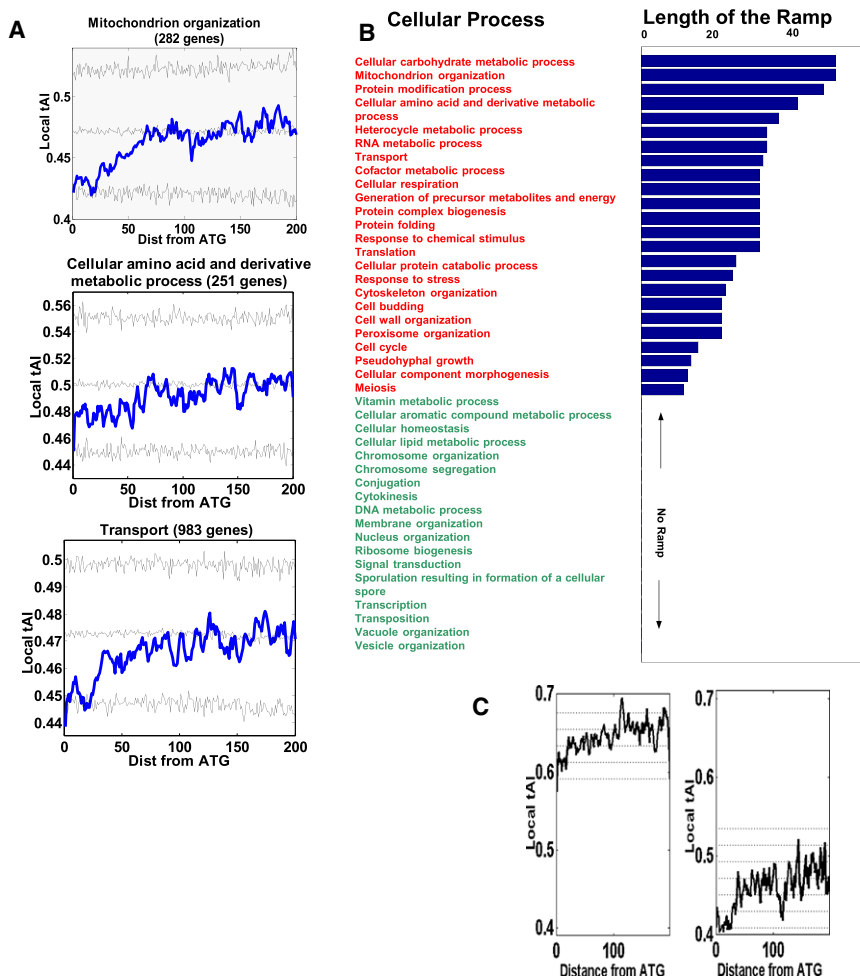 A
Mitochondrion organization
(282 genes)
Local tAI
0.5
0.45
0.4
0
50
100
150
200
Dist from ATG
Cellular amino acid and derivative
metabolic process (251 genes)
Local tAI
0.56
0.54
0.52
0.5
0.48
0.46
0.44
0
50
100
150
200
Dist from ATG
Transport (983 genes)
Local tAI
0.5
0.49
0.48
0.47
0.46
0.45
0.44
0
50
100
150
200
Dist from ATG
B
Cellular Process
Length of the Ramp
0
20
40
Cellular carbohydrate metabolic process
Mitochondrion organization
Protein modification process
Cellular amino acid and derivative metabolic
process
Heterocycle metabolic process
RNA metabolic process
Transport
Cofactor metabolic process
Cellular respiration
Generation of precursor metabolites and energy
Protein complex biogenesis
Protein folding
Response to chemical stimulus
Translation
Cellular protein catabolic process
Response to stress
Cytoskeleton organization
Cell budding
Cell wall organization
Peroxisome organization
Cell cycle
Pseudohyphal growth
Cellular component morphogenesis
Meiosis
Vitamin metabolic process
Cellular aromatic compound metabolic process
Cellular homeostasis
Cellular lipid metabolic process
Chromosome organization
Chromosome segregation
Conjugation
Cytokinesis
DNA metabolic process
Membrane organization
Nucleus organization
Ribosome biogenesis
Signal transduction
Sporulation resulting in formation of a cellular
spore
Transcription
Transposition
Vacuole organization
Vesicle organization
No Ramp
C
Local tAI
0.7
0.6
0.5
0.4
0
100
Distance from ATG
Local tAI
0.7
0.6
0.5
0.4
0
100
Distance from ATG